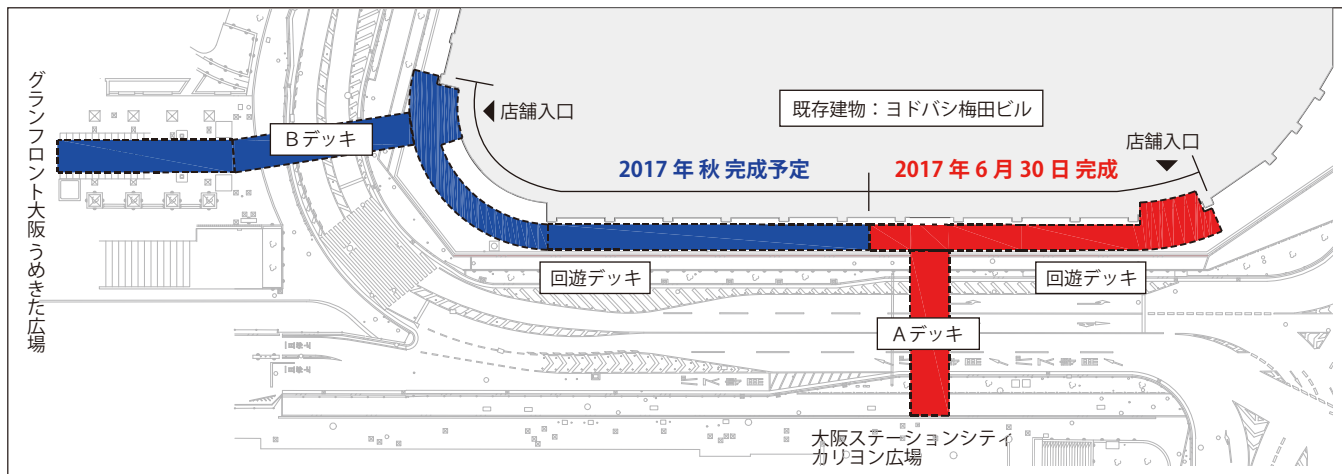 グランフロント大阪 うめきた広場
Bデッキ
店舗入口
既存建物：ヨドバシ梅田ビル
店舗入口
2017 年 秋 完成予定
2017 年 6 月 30 日 完成
回遊デッキ
回遊デッキ
Aデッキ
大阪ステーションシティ
カリヨン広場